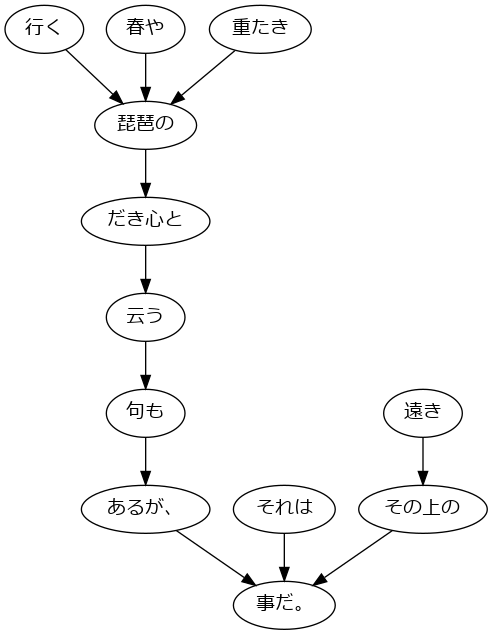 行く
春や
重たき
琵琶の
だき心と
云う
句も
遠き
あるが、
それは
その上の
事だ。